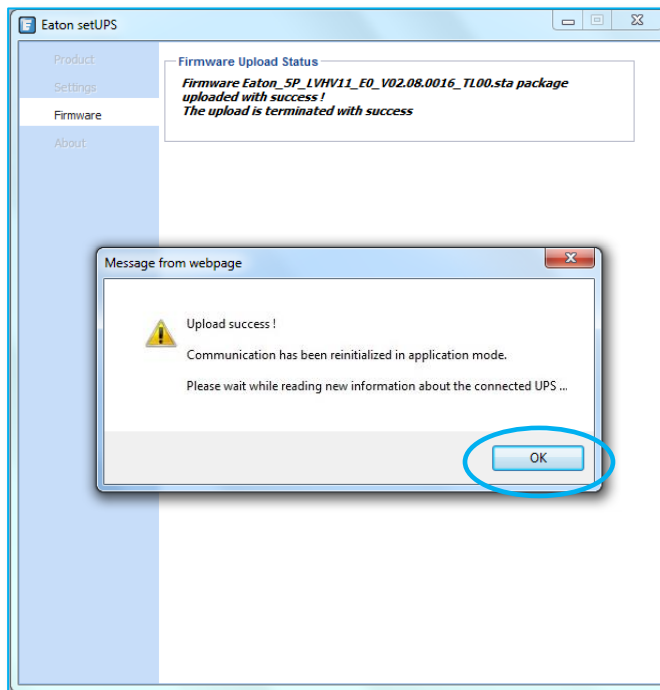 Eaton setUPS
Product
Settings
Firmware
About
Firmware Upload Status
Firmware Eaton_5P_LVHV11_E0_V02.08.0016_TL00.sta package
uploaded with success !
The upload is terminated with success
Message from webpage
Upload success !
Communication has been reinitialized in application mode.
Please wait while reading new information about the connected UPS ...
OK